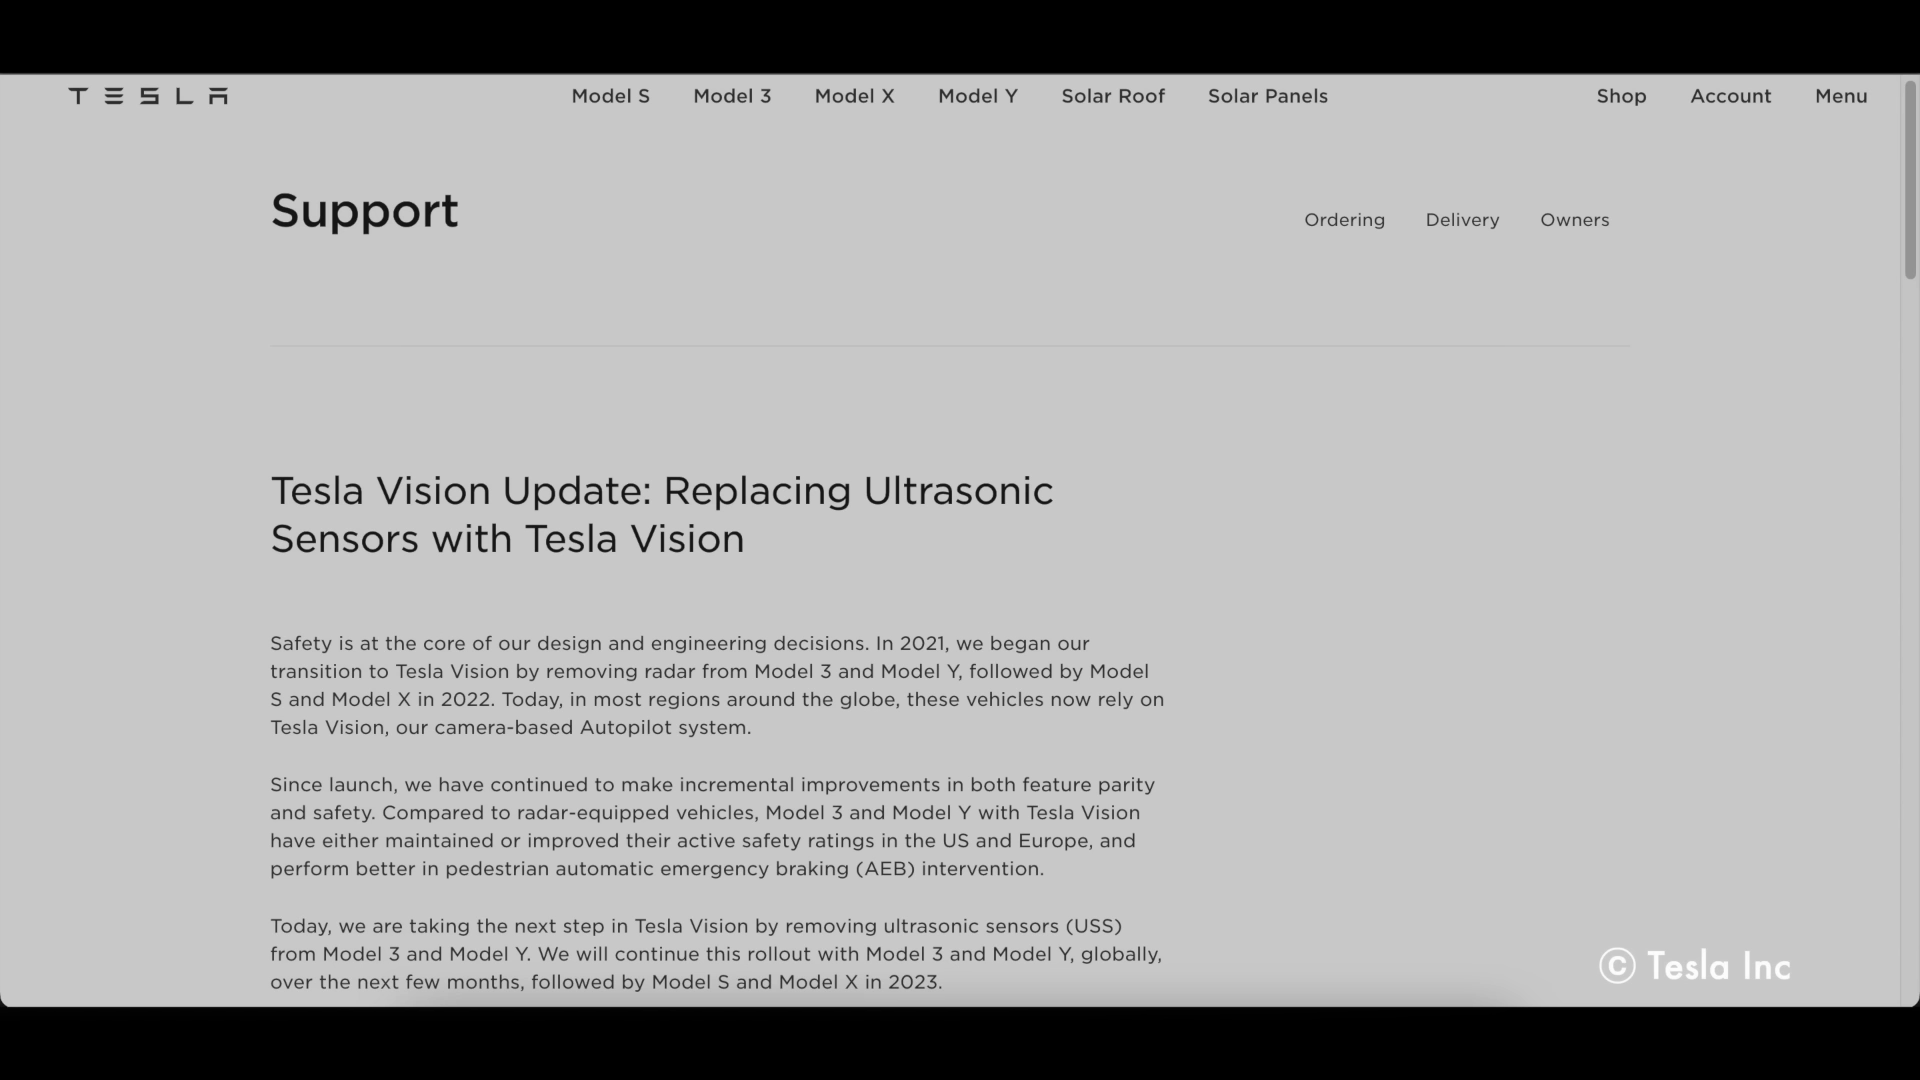 TESLA
Model S Model 3 Model X Model Y Solar Roof Solar Panels
Shop Account Menu
Support
Ordering Delivery Owners
Tesla Vision Update: Replacing Ultrasonic
Sensors with Tesla Vision
Safety is at the core of our design and engineering decisions. In 2021, we began our
transition to Tesla Vision by removing radar from Model 3 and Model Y, followed by Model
S and Model X in 2022. Today, in most regions around the globe, these vehicles now rely on
Tesla Vision, our camera-based Autopilot system.
Since launch, we have continued to make incremental improvements in both feature parity
and safety. Compared to radar-equipped vehicles, Model 3 and Model Y with Tesla Vision
have either maintained or improved their active safety ratings in the US and Europe, and
perform better in pedestrian automatic emergency braking (AEB) intervention.
Today, we are taking the next step in Tesla Vision by removing ultrasonic sensors (USS)
from Model 3 and Model Y. We will continue this rollout with Model 3 and Model Y, globally,
over the next few months, followed by Model S and Model X in 2023.
© Tesla Inc